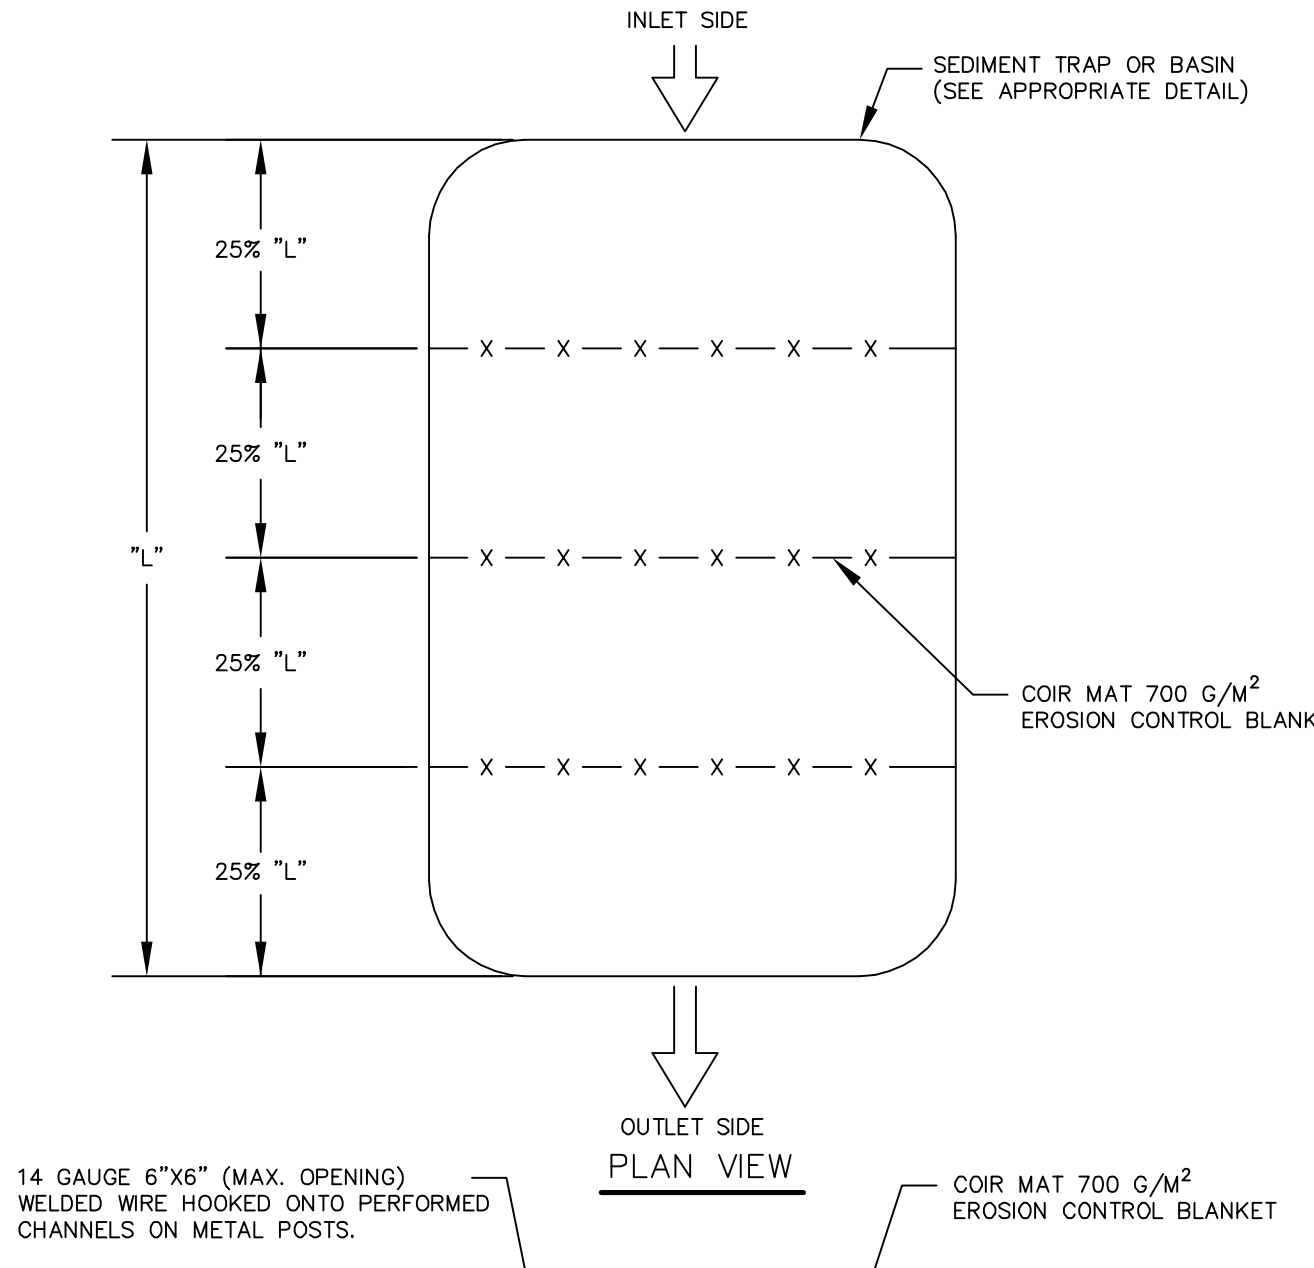 INLET SIDE
SEDIMENT TRAP OR BASIN
(SEE APPROPRIATE DETAIL)
25% "L"
X X X X X X
25% "L"
"L"
X X X X X X
25% "L"
COIR MAT 700 G/M²
EROSION CONTROL BLANK
X X X X X X
25% "L"
OUTLET SIDE
PLAN VIEW
14 GAUGE 6"X6" (MAX. OPENING)
WELDED WIRE HOOKED ONTO PERFORMED
CHANNELS ON METAL POSTS.
COIR MAT 700 G/M²
EROSION CONTROL BLANKET